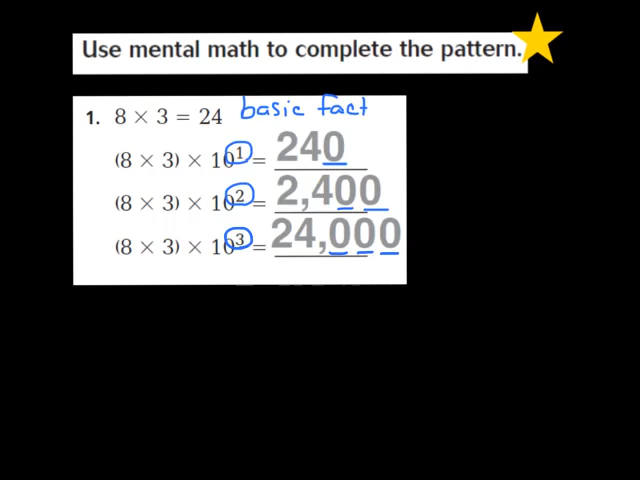 Use mental math to complete the pattern.
1. 8 × 3 = 24 basic fact
(8 × 3) × 10¹ = 240
(8 × 3) × 10² = 2,400
(8 × 3) × 10³ = 24,000